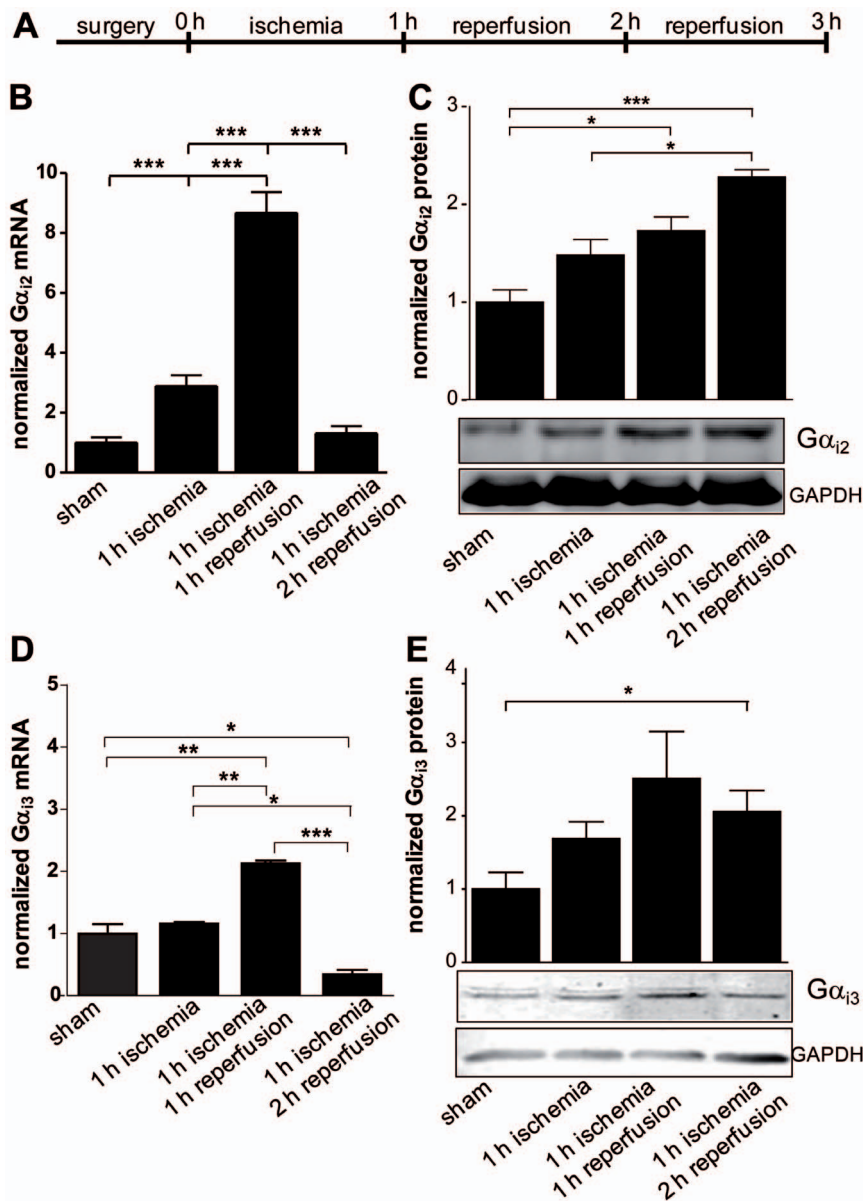 A
surgery 0 h ischemia 1 h reperfusion 2 h reperfusion 3 h
B
*** ***
*** ***
normalized Gαi2 mRNA
10
8
6
4
2
0
sham
1 h ischemia
1 h ischemia
1 h reperfusion
1 h ischemia
2 h reperfusion
C
***
*
*
normalized Gαi2 protein
3
2
1
0
Gαi2
GAPDH
sham
1 h ischemia
1 h ischemia
1 h reperfusion
1 h ischemia
2 h reperfusion
D
*
**
**
*
***
normalized Gαi3 mRNA
5
4
3
2
1
0
sham
1 h ischemia
1 h ischemia
1 h reperfusion
1 h ischemia
2 h reperfusion
E
*
normalized Gαi3 protein
4
3
2
1
0
Gαi3
GAPDH
sham
1 h ischemia
1 h ischemia
1 h reperfusion
1 h ischemia
2 h reperfusion